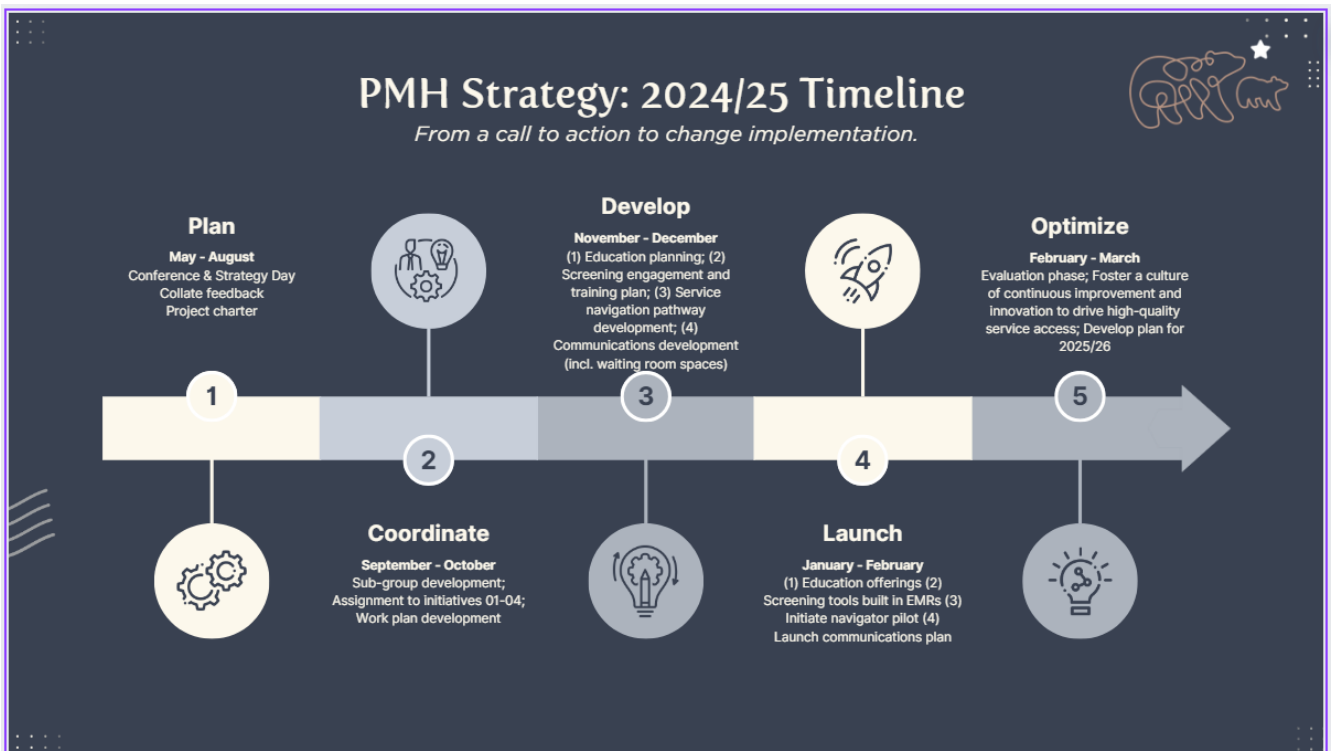 PMH Strategy: 2024/25 Timeline
From a call to action to change implementation.
Plan
May - August
Conference & Strategy Day
Collate feedback
Project charter
1
2
Coordinate
September - October
Sub-group development;
Assignment to initiatives 01-04;
Work plan development
Develop
November - December
(1) Education planning; (2)
Screening engagement and
training plan; (3) Service
navigation pathway
development; (4)
Communications development
(incl. waiting room spaces)
3
4
Launch
January - February
(1) Education offerings (2)
Screening tools built in EMRs (3)
Initiate navigator pilot (4)
Launch communications plan
Optimize
February - March
Evaluation phase; Foster a culture
of continuous improvement and
innovation to drive high-quality
service access; Develop plan for
2025/26
5